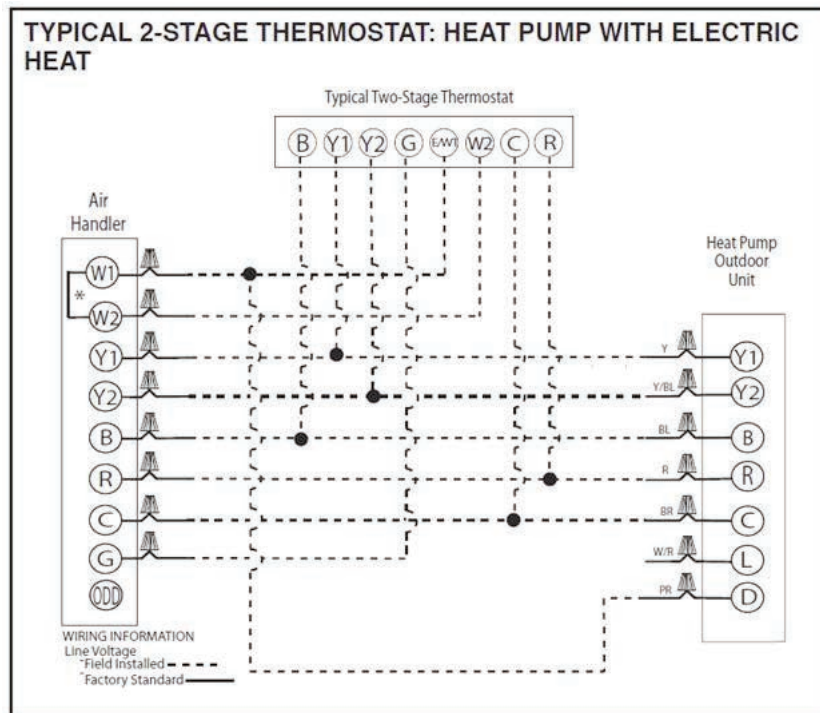 TYPICAL 2-STAGE THERMOSTAT: HEAT PUMP WITH ELECTRIC
HEAT
Typical Two-Stage Thermostat
B Y1 Y2 G E/W1 W2 C R
Air
Handler
Heat Pump
Outdoor
Unit
W1
*
W2
Y1
Y Y1
Y2
Y/BL Y2
B
BL B
R
R R
C
BR C
G
W/R L
ODD
PR D
WIRING INFORMATION
Line Voltage
"Field Installed
"Factory Standard